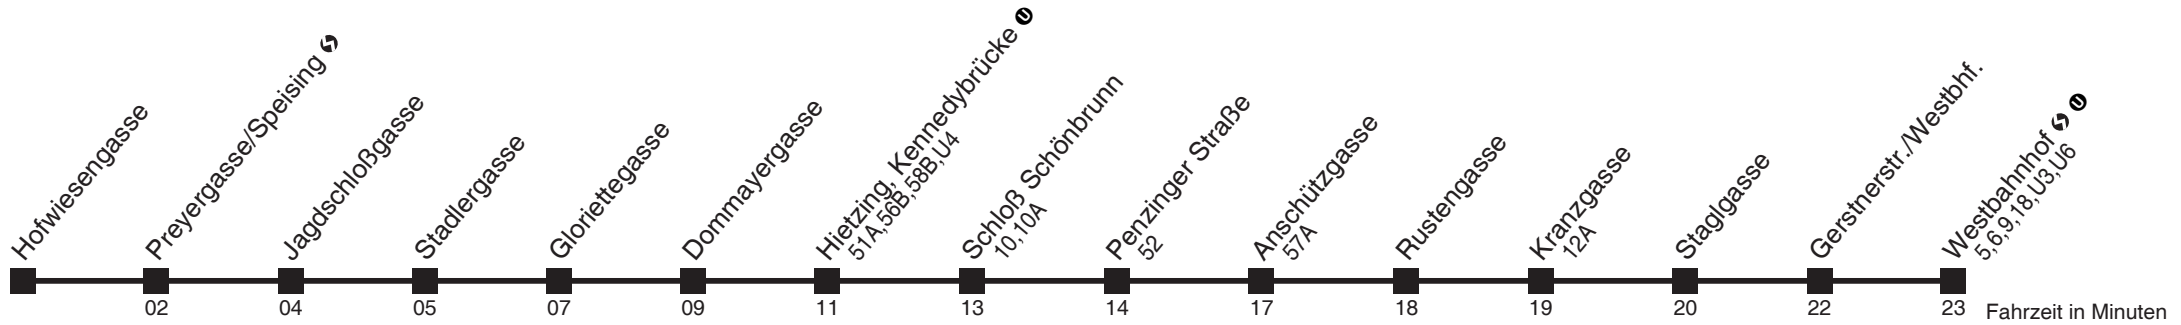 Hofwiesengasse
Preyergasse/Speising
Jagdschloßgasse
Stadlergasse
Gloriettegasse
Dommayergasse
Hietzing, Kennedybrücke U
51A,56B,58B,U4
Schloß Schönbrunn
10,10A
Penzinger Straße
52
Anschützgasse
57A
Rustengasse
Kranzgasse
12A
Staglgasse
Gerstnerstr./Westbhf.
Westbahnhof U
5,6,9,18,U3,U6
02 04 05 07 09 11 13 14 17 18 19 20 22 23 Fahrzeit in Minuten